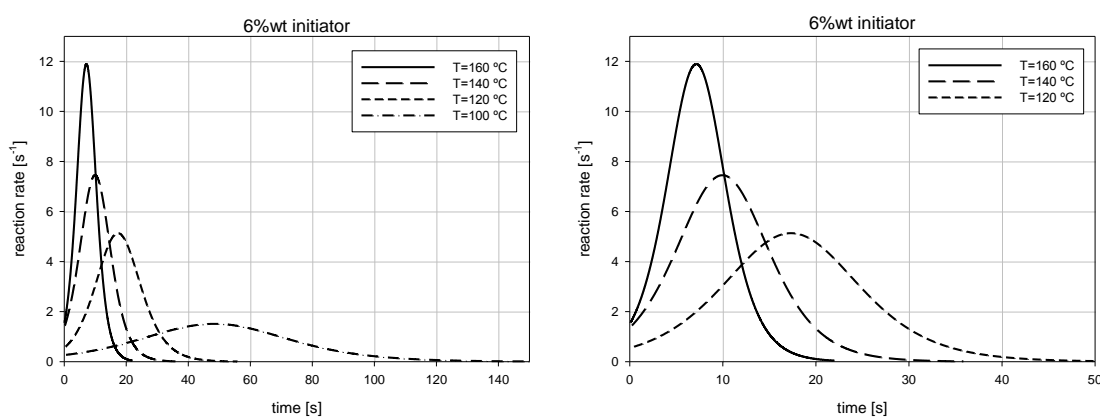 6%wt initiator
12
10
8
6
4
2
0
reaction rate [s-1]
T=160 ºC
T=140 ºC
T=120 ºC
T=100 ºC
0 20 40 60 80 100 120 140
time [s]
6%wt initiator
12
10
8
6
4
2
0
reaction rate [s-1]
T=160 ºC
T=140 ºC
T=120 ºC
0 10 20 30 40 50
time [s]